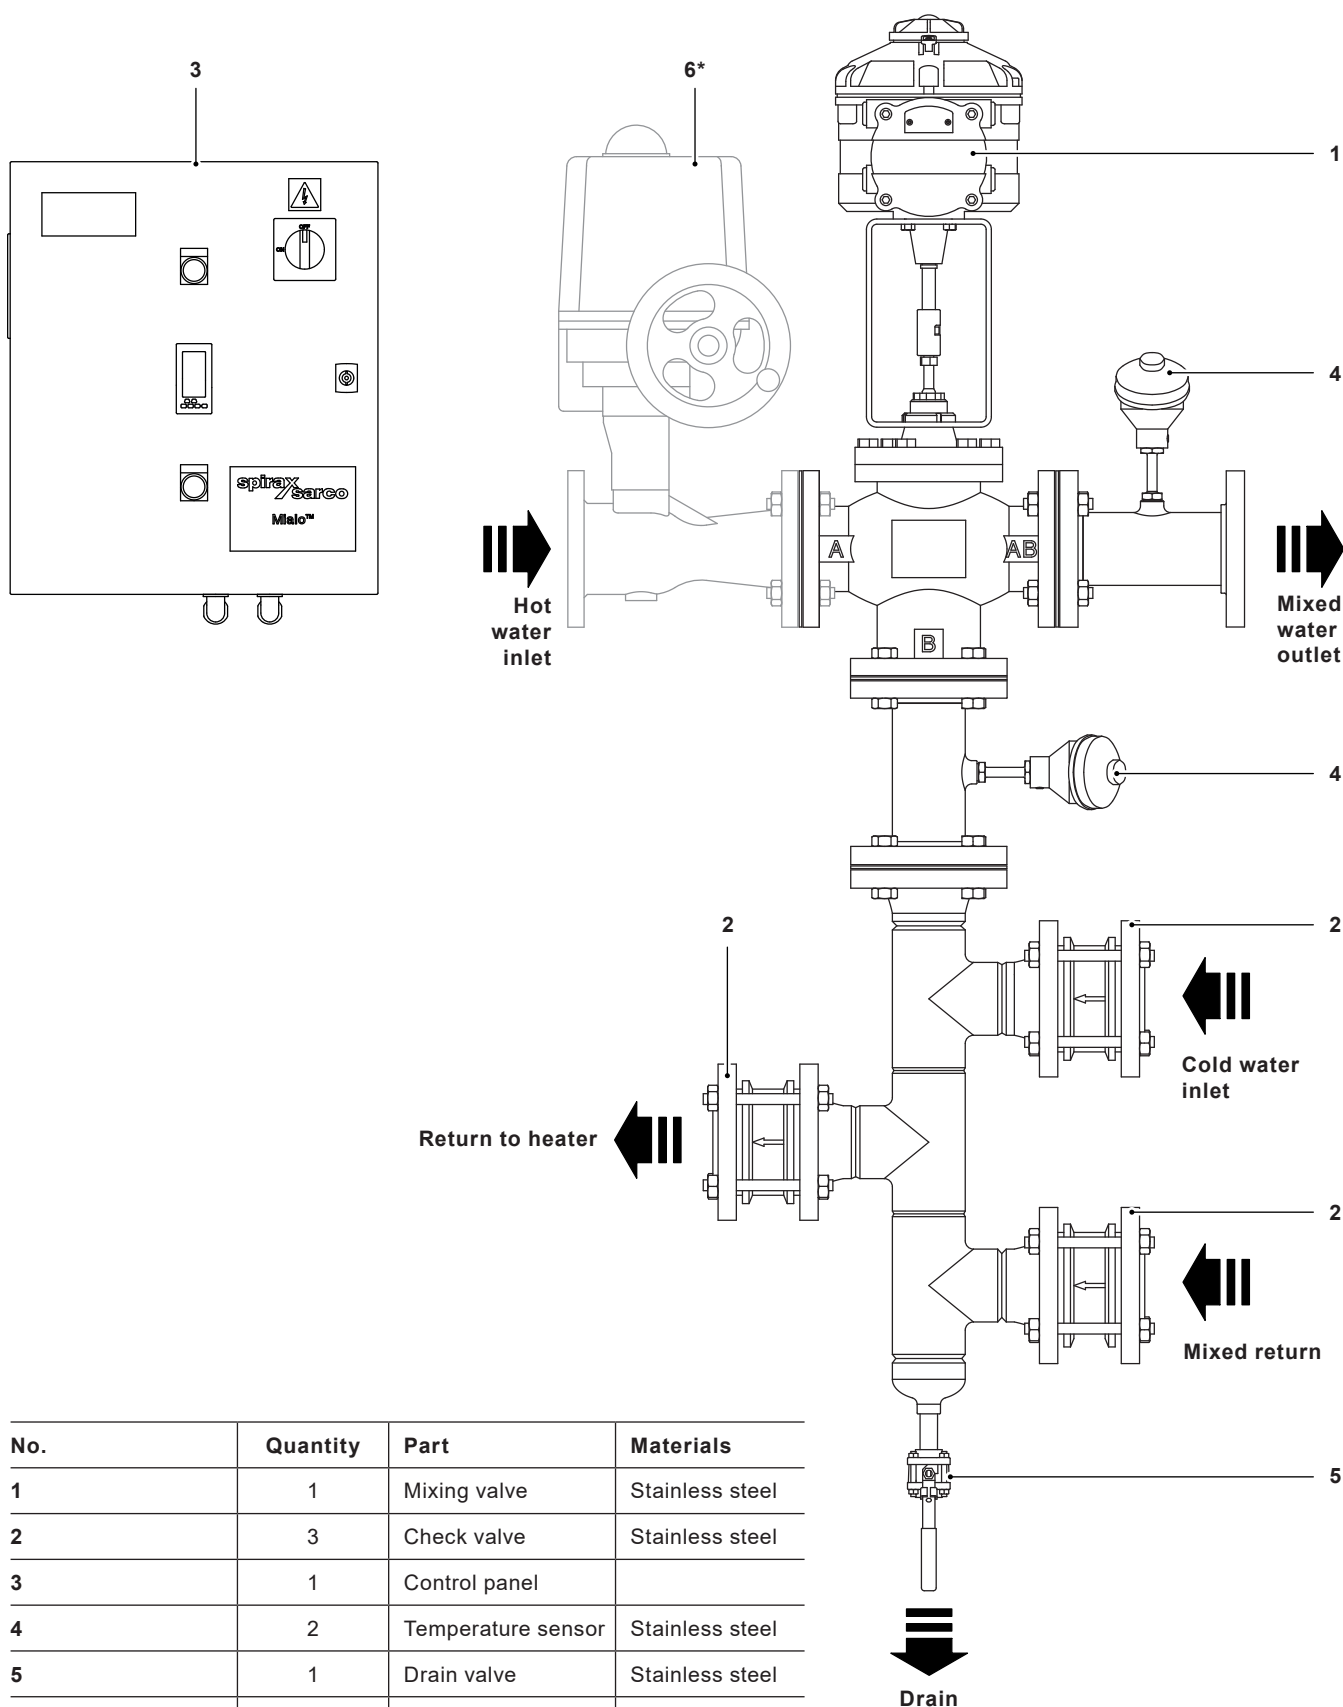 3
6*
1
OFF
ON
4
spirax
sarco
Mialo™
A
AB
B
Hot
water
inlet
Mixed
water
outlet
4
2
2
Cold water
inlet
2
Return to heater
2
Mixed return
No. Quantity Part Materials
1 1 Mixing valve Stainless steel
2 3 Check valve Stainless steel
3 1 Control panel
4 2 Temperature sensor Stainless steel
5 1 Drain valve Stainless steel
5
Drain